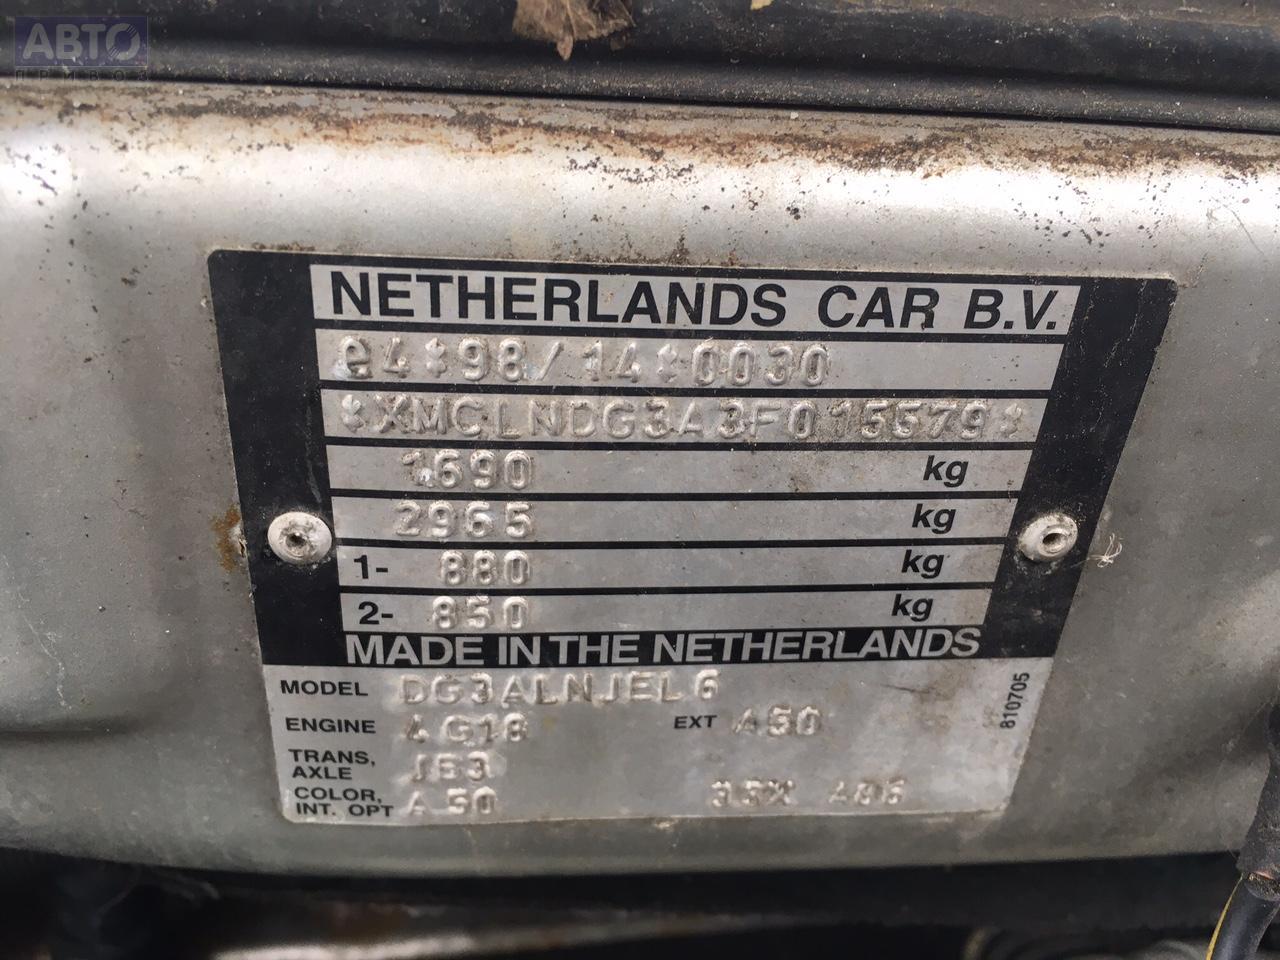 АВТО
ПРИВОЗ
NETHERLANDS CAR B.V.
e4*98/14*0030
*XMCLNDG3A3F015579*
1690 kg
2965 kg
1- 880 kg
2- 850 kg
MADE IN THE NETHERLANDS
MODEL DG3ALNJEL6
ENGINE 4G18 EXT A50
TRANS, AXLE
COLOR, INT. OPT A50
810705